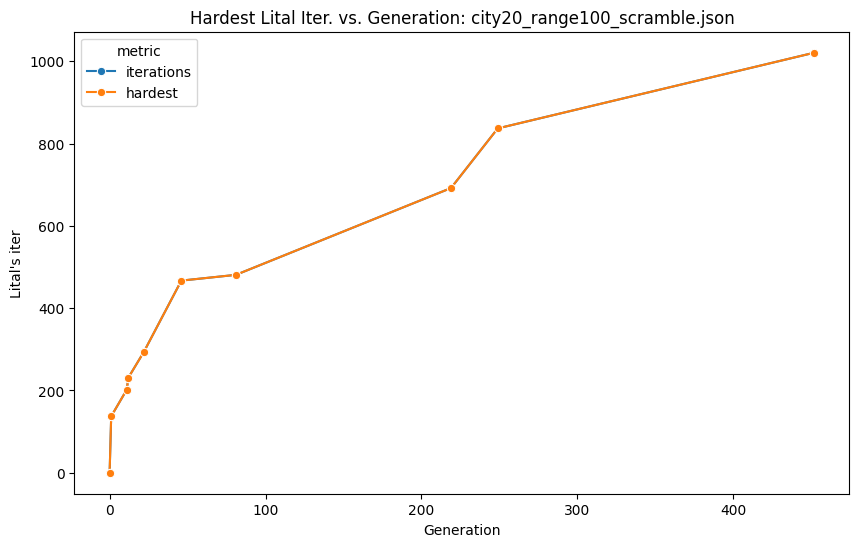 Hardest Lital Iter. vs. Generation: city20_range100_scramble.json
metric
iterations
hardest
1000
800
600
400
200
0
Lital's iter
0 100 200 300 400
Generation